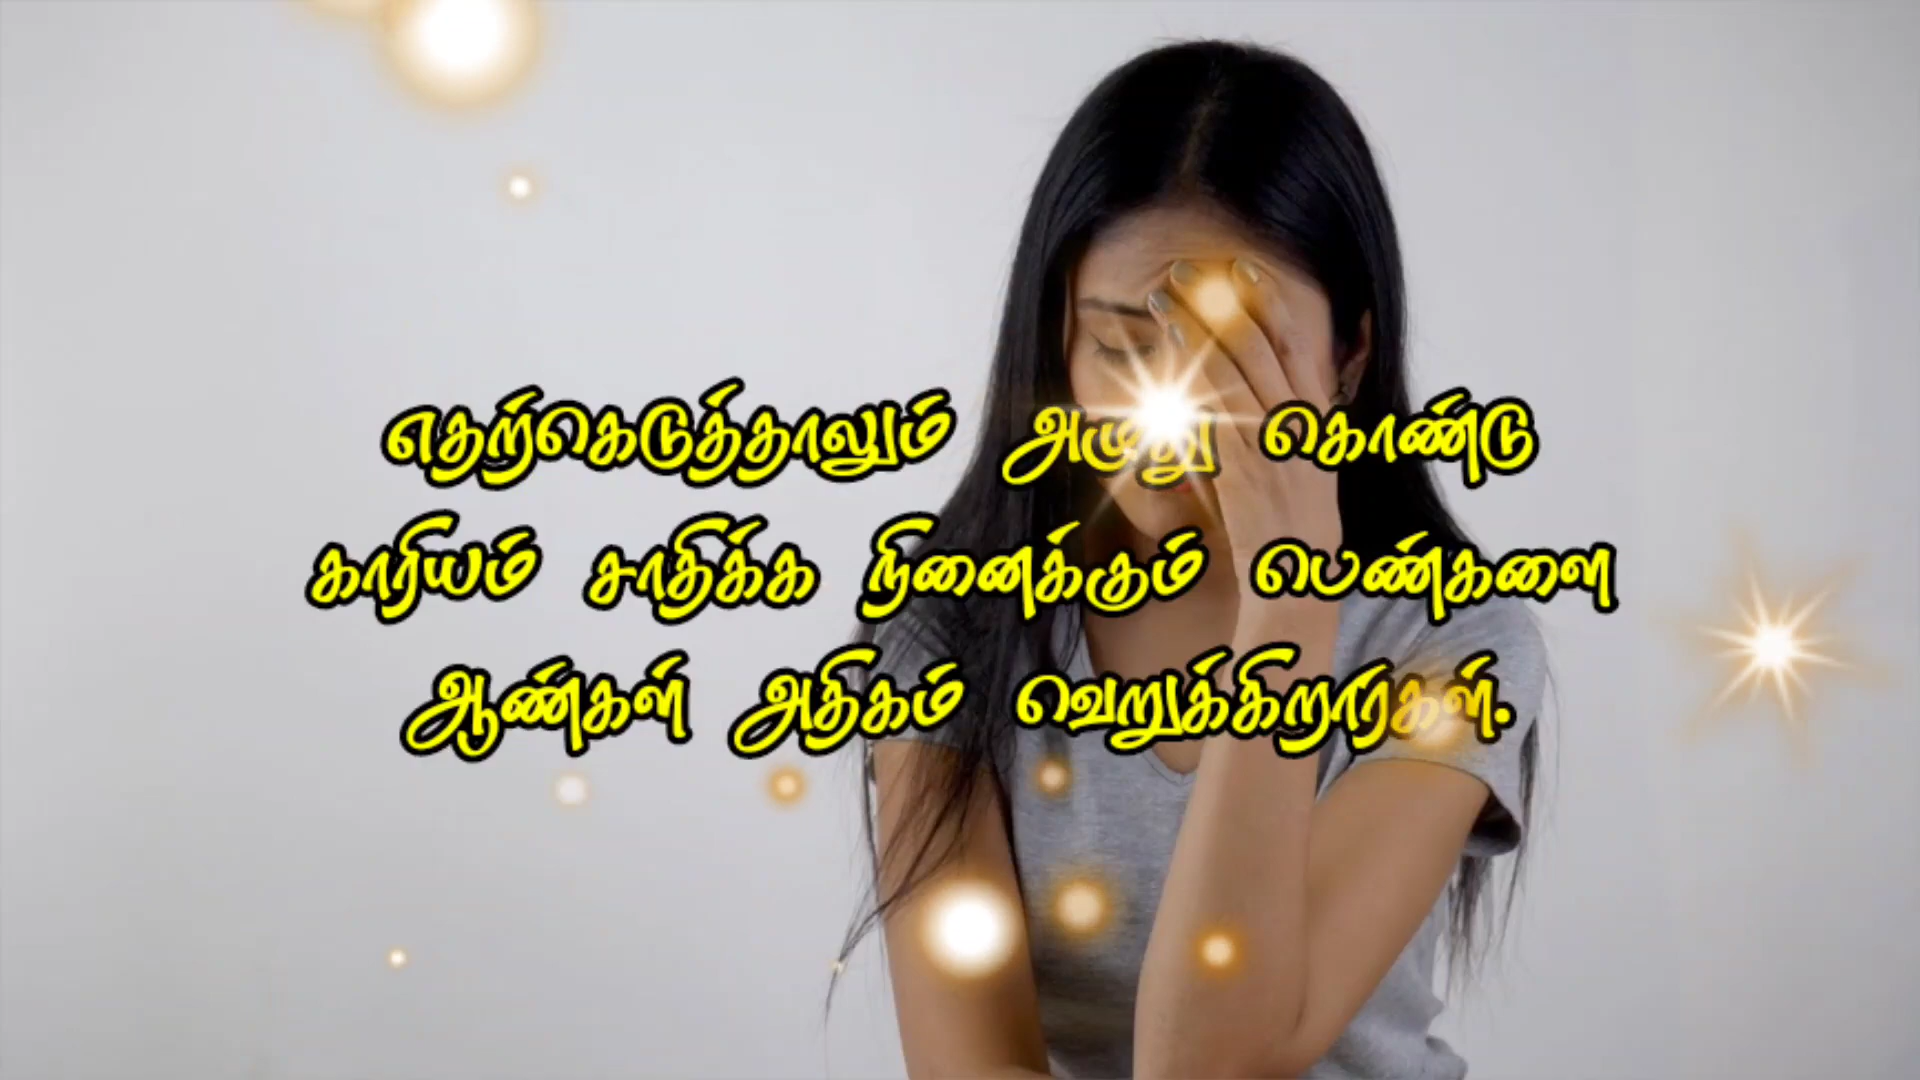 எதற்கெடுத்தாலும் அழுது கொண்டு
காரியம் சாதிக்க நினைக்கும் பெண்களை
ஆண்கள் அதிகம் வெறுக்கிறார்கள்.